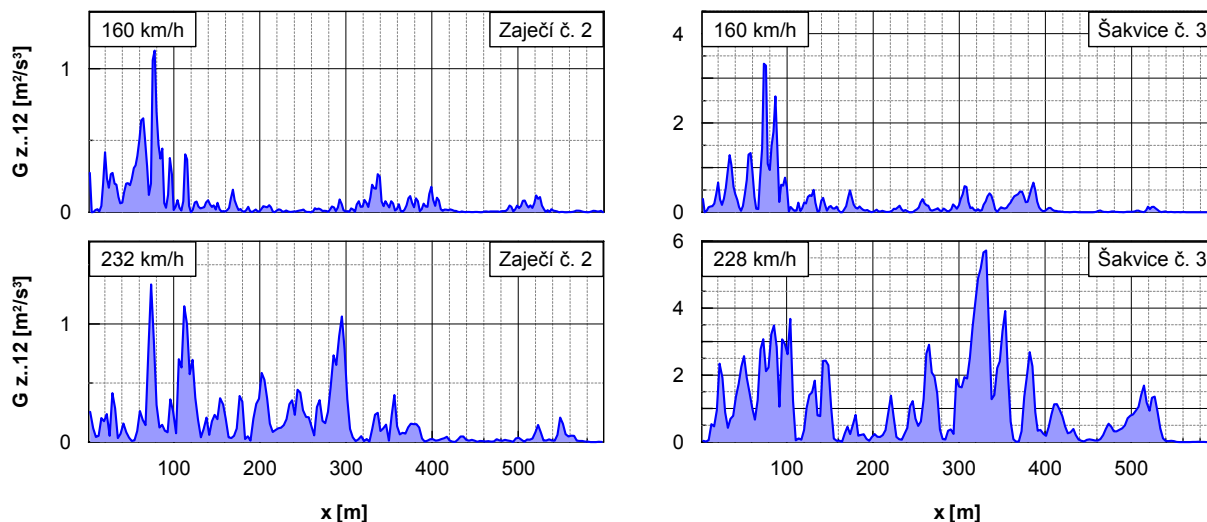 160 km/h
Zaječí č. 2
G z..12 [m²/s³]
1
0
160 km/h
Šakvice č. 3
4
2
0
232 km/h
Zaječí č. 2
G z..12 [m²/s³]
1
0
100 200 300 400 500
x [m]
228 km/h
Šakvice č. 3
6
4
2
0
100 200 300 400 500
x [m]